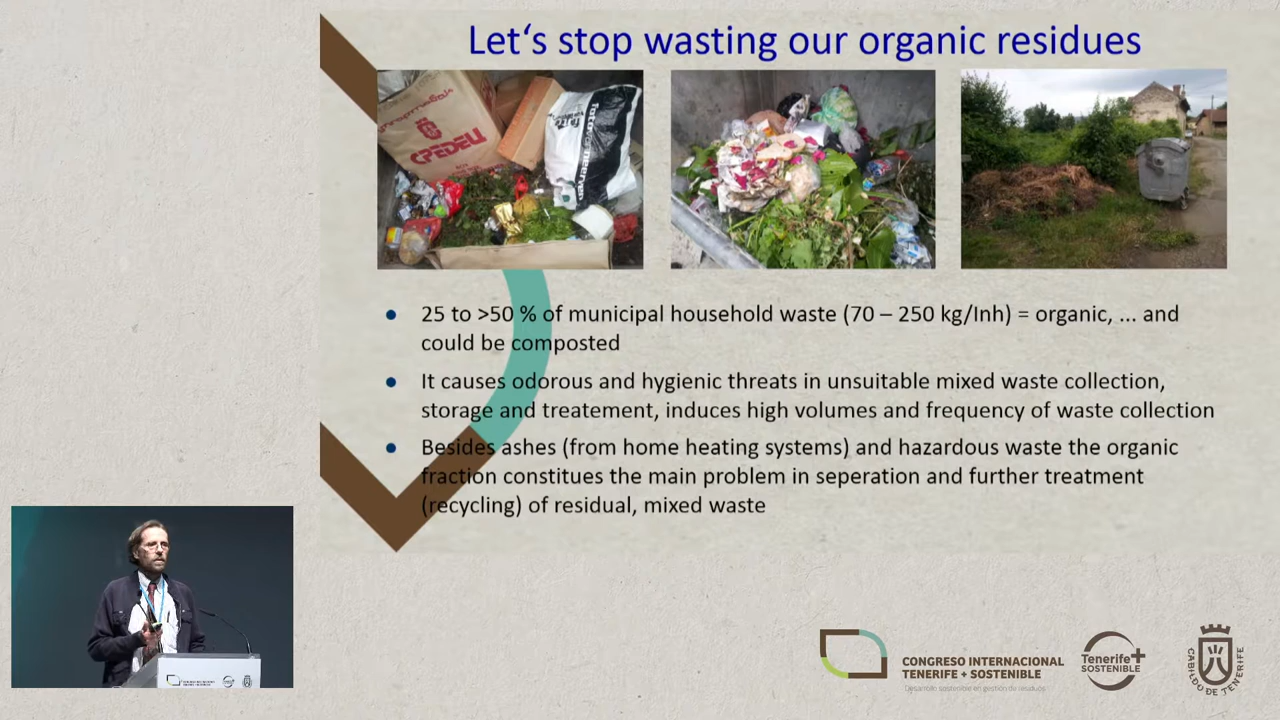 Let‘s stop wasting our organic residues
25 to >50 % of municipal household waste (70 – 250 kg/Inh) = organic, ... and
could be composted
It causes odorous and hygienic threats in unsuitable mixed waste collection,
storage and treatement, induces high volumes and frequency of waste collection
Besides ashes (from home heating systems) and hazardous waste the organic
fraction constitues the main problem in seperation and further treatment
(recycling) of residual, mixed waste
CONGRESO INTERNACIONAL
TENERIFE + SOSTENIBLE
Desarrollo sostenible en gestión de residuos
Tenerife+
SOSTENIBLE
CABILDO DE TENERIFE